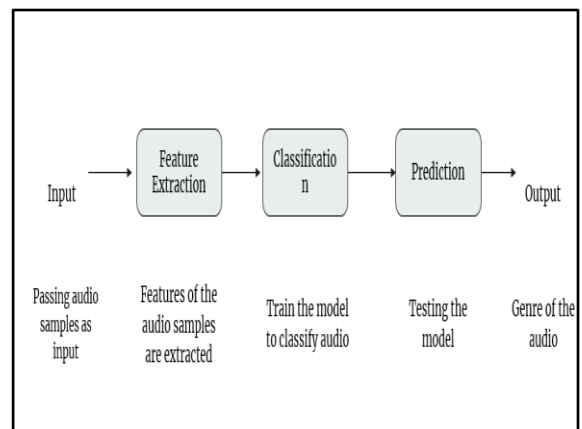 Input
Feature
Extraction
Classificatio
n
Prediction
Output
Passing audio
samples as
input
Features of the
audio samples
are extracted
Train the model
to classify audio
Testing the
model
Genre of the
audio